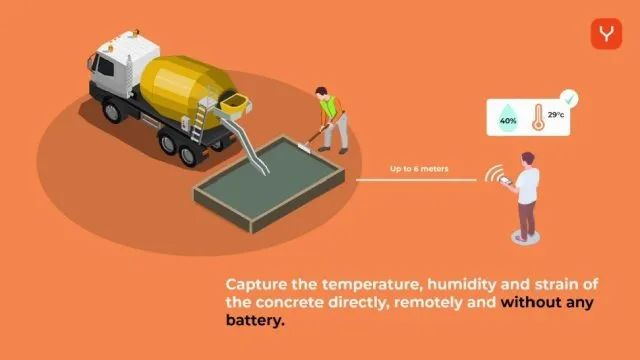 40%
29°c
Up to 6 meters
Capture the temperature, humidity and strain of
the concrete directly, remotely and without any
battery.